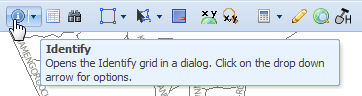 Identify
Opens the Identify grid in a dialog. Click on the drop down
arrow for options.